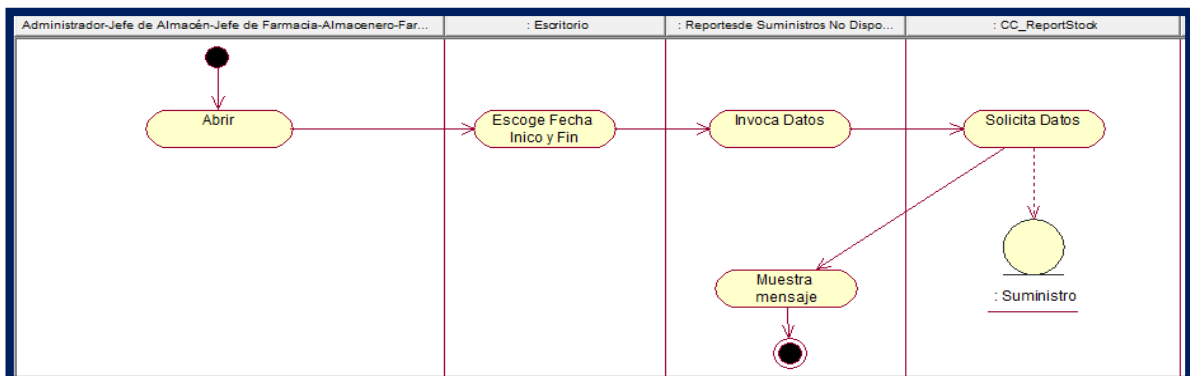 Administrador-Jefe de Almacén-Jefe de Farmacia-Almacenero-Far...
: Escritorio
: Reportesde Suministros No Dispo...
: CC_ReportStock
Abrir
Escoge Fecha
Inico y Fin
Invoca Datos
Solicita Datos
Muestra
mensaje
: Suministro